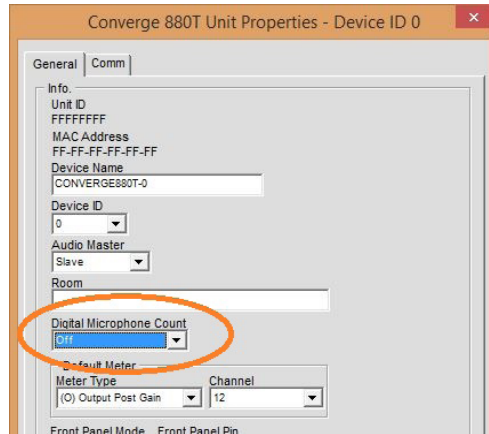 Converge 880T Unit Properties - Device ID 0
General Comm
Info.
Unit ID
FFFFFFFF
MAC Address
FF-FF-FF-FF-FF-FF
Device Name
CONVERGE880T-0
Device ID
0
Audio Master
Slave
Room
Digital Microphone Count
Off
Default Meter
Meter Type Channel
(O) Output Post Gain 12
Front Panel Mode Front Panel Pin